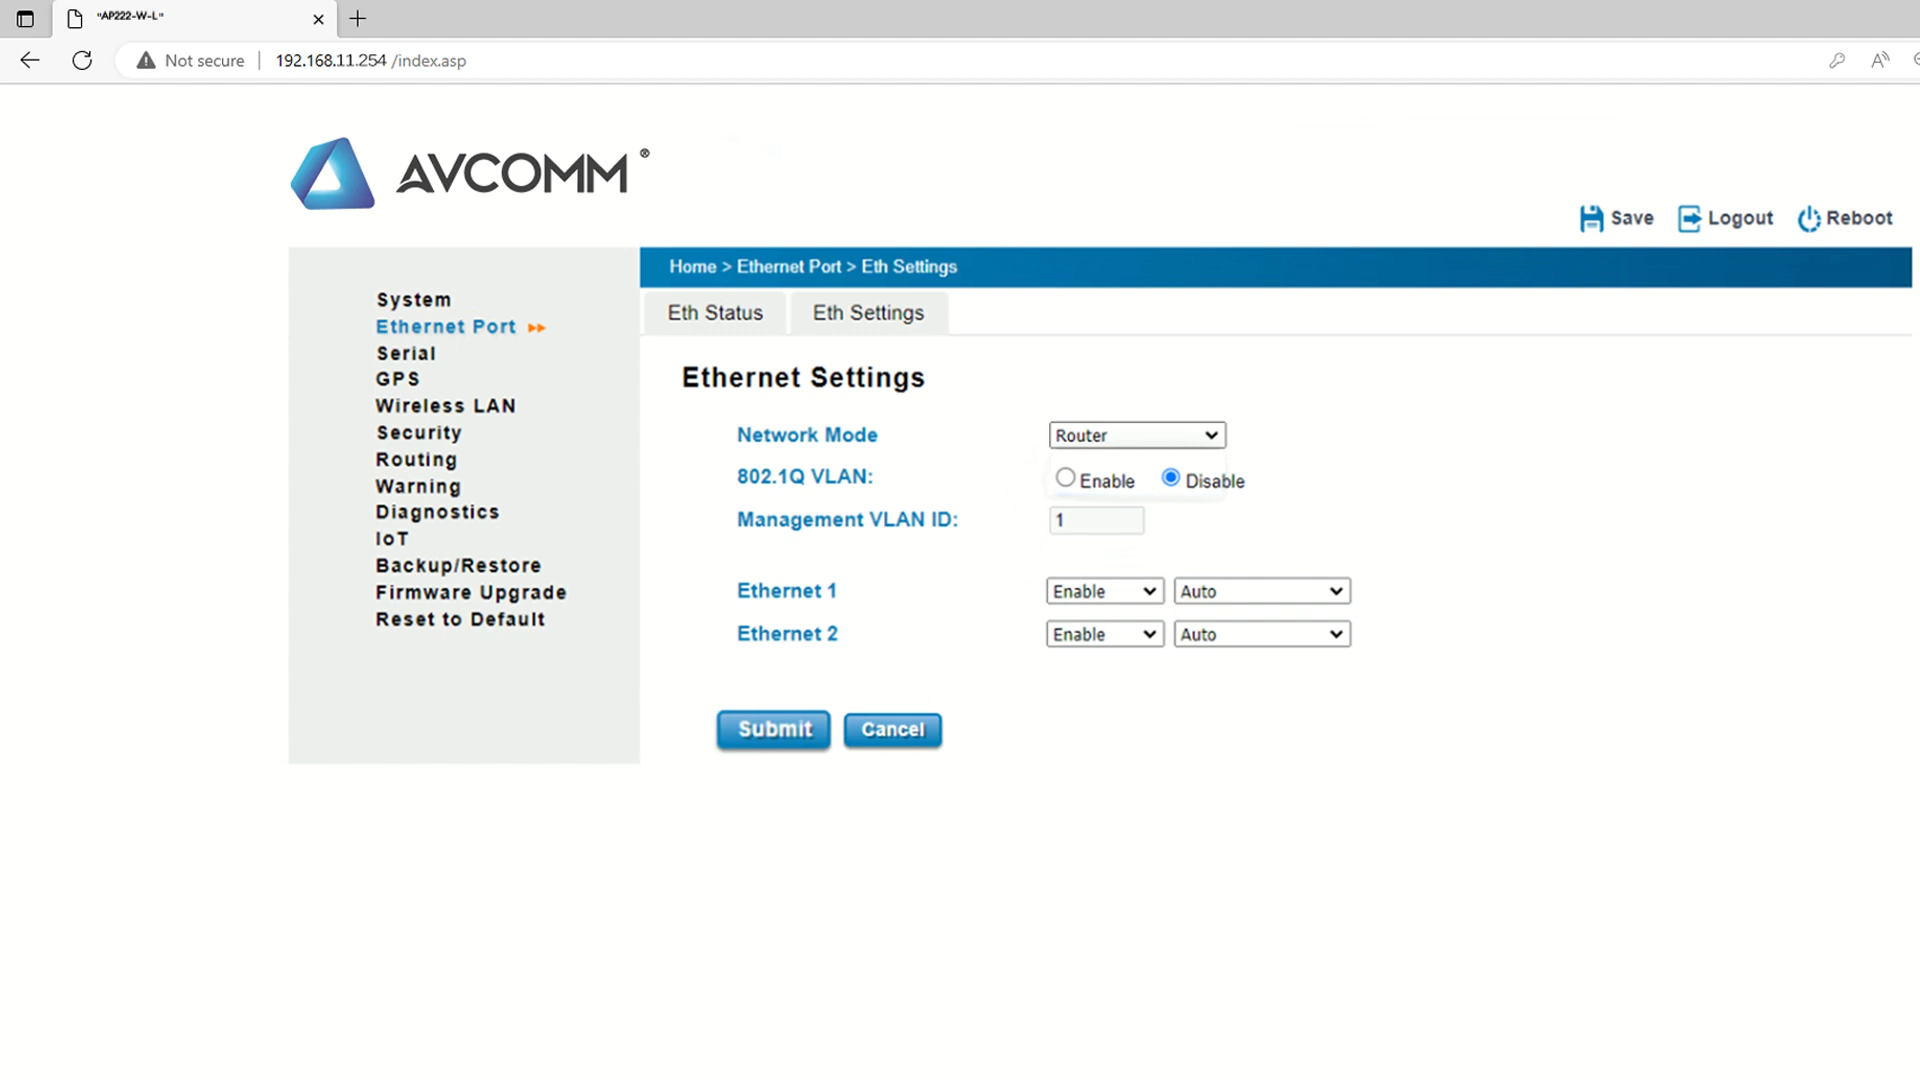 "AP222-W-L"
Not secure 192.168.11.254 /index.asp
AVCOMM®
Save Logout Reboot
Home > Ethernet Port > Eth Settings
Eth Status Eth Settings
System
Ethernet Port
Serial
GPS
Wireless LAN
Security
Routing
Warning
Diagnostics
IoT
Backup/Restore
Firmware Upgrade
Reset to Default
Ethernet Settings
Network Mode Router
802.1Q VLAN: Enable Disable
Management VLAN ID: 1
Ethernet 1 Enable Auto
Ethernet 2 Enable Auto
Submit Cancel